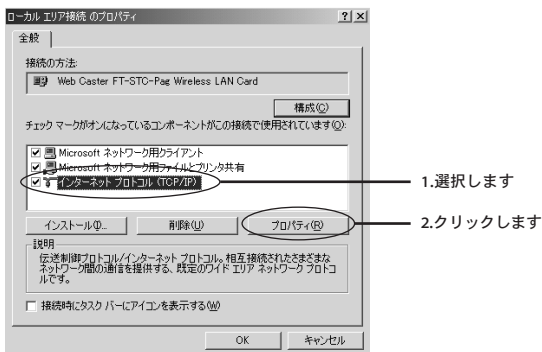 ローカル エリア接続 のプロパティ
全般
接続の方法:
Web Caster FT-STC-Pag Wireless LAN Card
構成(C)
チェック マークがオンになっているコンポーネントがこの接続で使用されています(O):
Microsoft ネットワーク用クライアント
Microsoft ネットワーク用ファイルとプリンタ共有
インターネット プロトコル (TCP/IP)
1.選択します
インストール(I)...
削除(U)
プロパティ(R)
2.クリックします
説明
伝送制御プロトコル/インターネット プロトコル。相互接続されたさまざまな
ネットワーク間の通信を提供する、既定のワイド エリア ネットワーク プロトコ
ルです。
接続時にタスク バーにアイコンを表示する(W)
OK
キャンセル